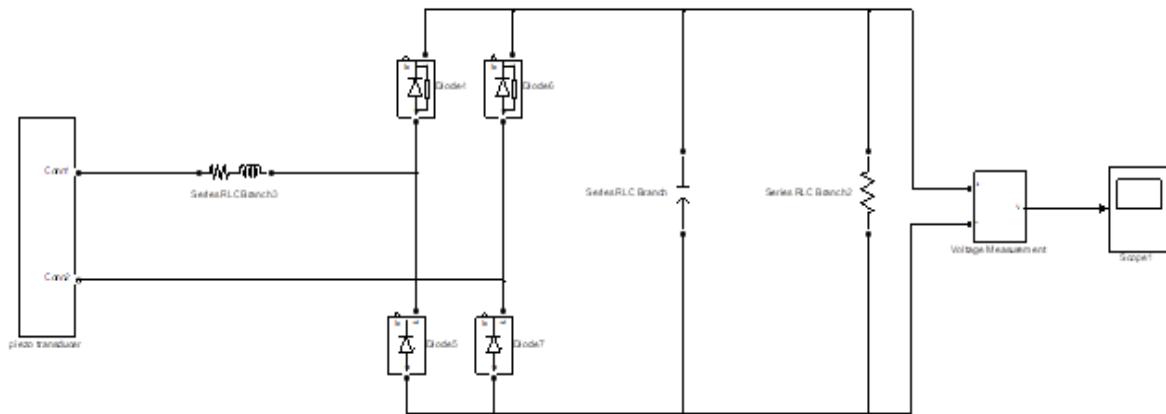 Diode4
Diode6
Conn1
Series RLC Branch3
Series RLC Branch
Series RLC Branch2
Voltage Measurement
Scope1
Conn2
piezo transducer
Diode5
Diode7